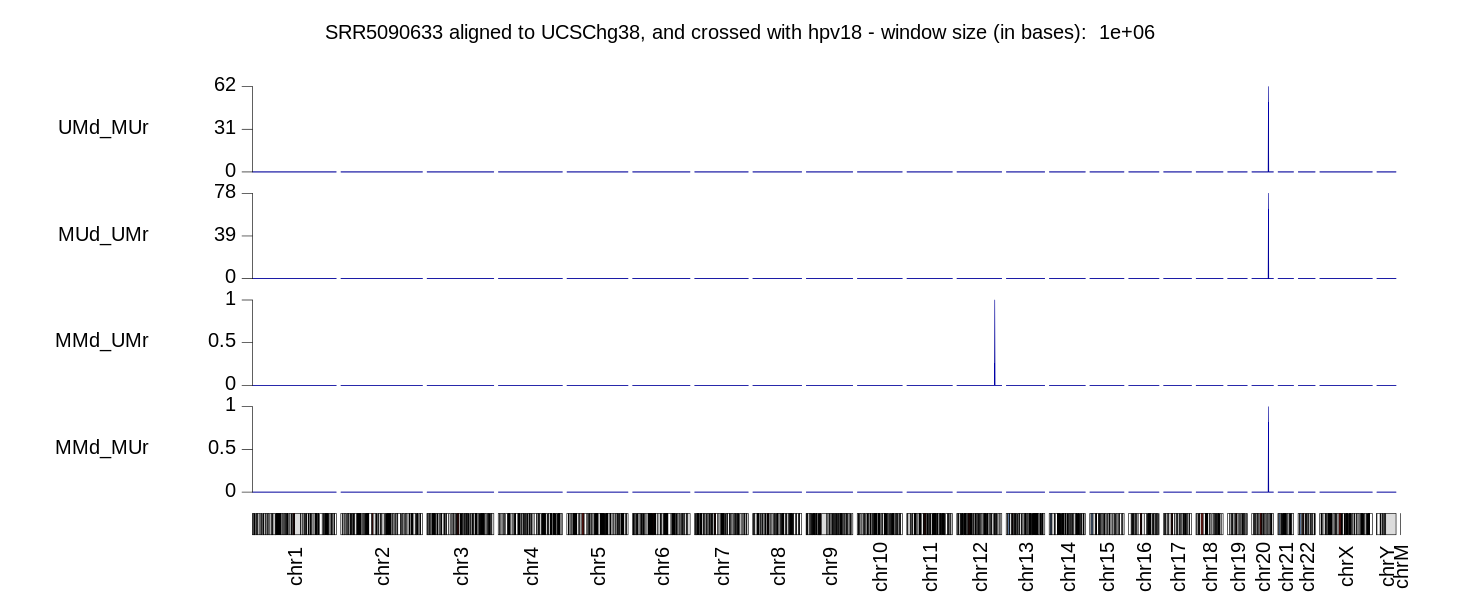 SRR5090633 aligned to UCSChg38, and crossed with hpv18 - window size (in bases):  1e+06
62
UMd_MUr
31
0
78
MUd_UMr
39
0
1
MMd_UMr
0.5
0
1
MMd_MUr
0.5
0
chr1
chr2
chr3
chr4
chr5
chr6
chr7
chr8
chr9
chr10
chr11
chr12
chr13
chr14
chr15
chr16
chr17
chr18
chr19
chr20
chr21
chr22
chrX
chrY
chrM